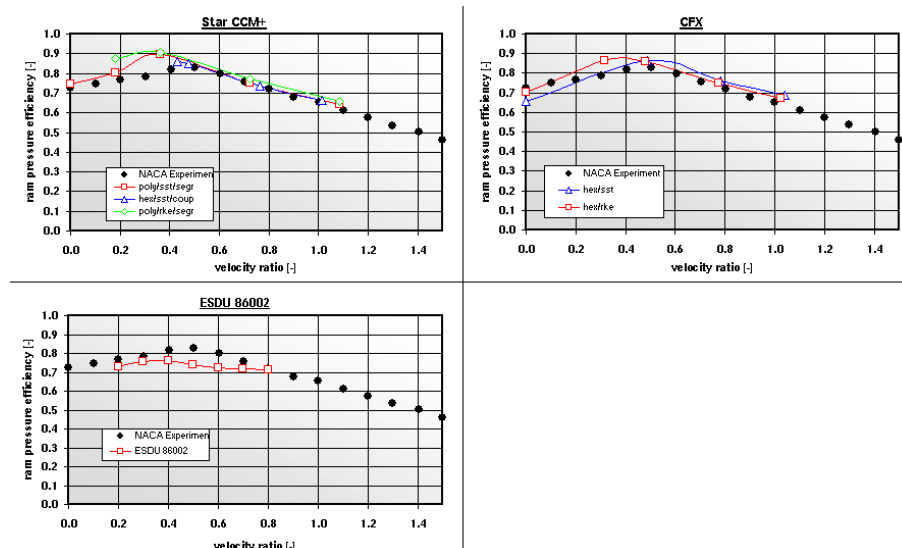 Star CCM+
1.0
0.9
0.8
0.7
0.6
0.5
0.4
0.3
0.2
0.1
0.0
ram pressure efficiency [-]
NACA Experimen
poly/sst/segr
hex/sst/coup
poly/rke/segr
0.0 0.2 0.4 0.6 0.8 1.0 1.2 1.4
velocity ratio [-]
CFX
1.0
0.9
0.8
0.7
0.6
0.5
0.4
0.3
0.2
0.1
0.0
ram pressure efficiency [-]
NACA Experiment
hex/sst
hex/rke
0.0 0.2 0.4 0.6 0.8 1.0 1.2 1.4
velocity ratio [-]
ESDU 86002
1.0
0.9
0.8
0.7
0.6
0.5
0.4
0.3
0.2
0.1
0.0
ram pressure efficiency [-]
NACA Experimen
ESDU 86002
0.0 0.2 0.4 0.6 0.8 1.0 1.2 1.4
velocity ratio [-]